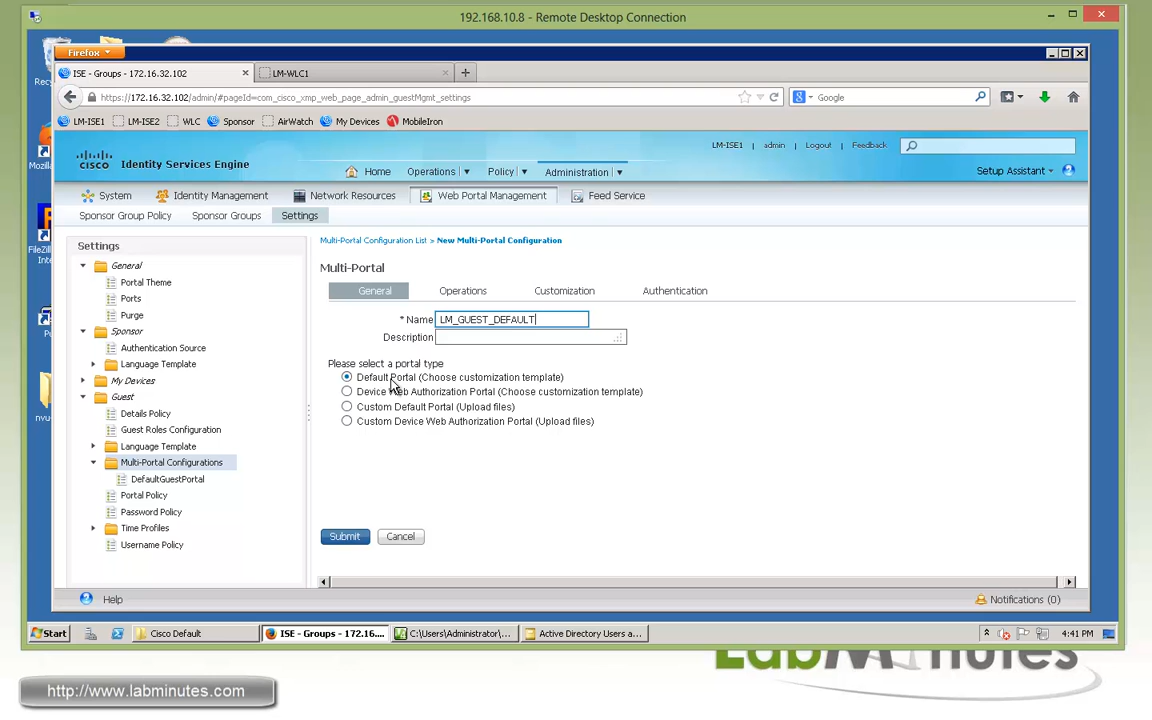 192.168.10.8 - Remote Desktop Connection
Firefox
ISE - Groups - 172.16.32.102
LM-WLC1
https://172.16.32.102/admin/#pageId=com_cisco_xmp_web_page_admin_guestMgmt_settings
Google
LM-ISE1 LM-ISE2 WLC Sponsor AirWatch My Devices MobileIron
LM-ISE1 | admin | Logout | Feedback
CISCO Identity Services Engine
Home Operations Policy Administration
Setup Assistant
System Identity Management Network Resources Web Portal Management Feed Service
Sponsor Group Policy Sponsor Groups Settings
Settings
General
Portal Theme
Ports
Purge
Sponsor
Authentication Source
Language Template
My Devices
Guest
Details Policy
Guest Roles Configuration
Language Template
Multi-Portal Configurations
DefaultGuestPortal
Portal Policy
Password Policy
Time Profiles
Username Policy
Multi-Portal Configuration List > New Multi-Portal Configuration
Multi-Portal
General Operations Customization Authentication
* Name LM_GUEST_DEFAULT
Description
Please select a portal type
Default Portal (Choose customization template)
Device Web Authorization Portal (Choose customization template)
Custom Default Portal (Upload files)
Custom Device Web Authorization Portal (Upload files)
Submit Cancel
Help
Notifications (0)
Start
Cisco Default
ISE - Groups - 172.16....
C:\Users\Administrator\...
Active Directory Users a...
4:41 PM
http://www.labminutes.com